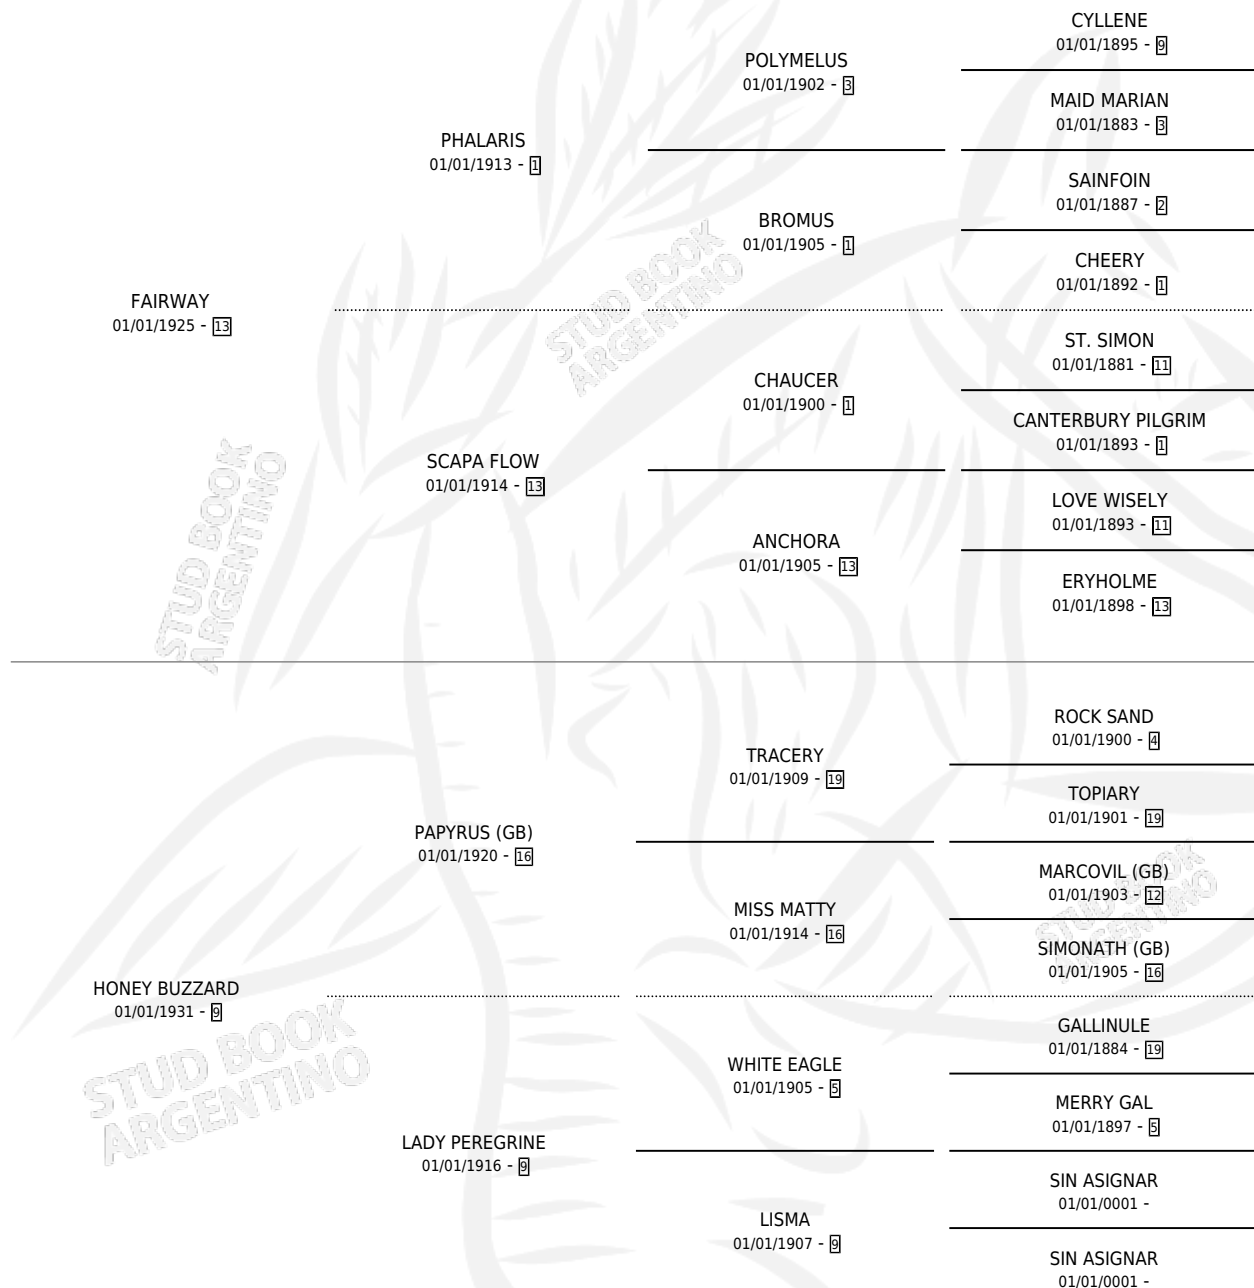 CYLLENE
01/01/1895 - 9
POLYMELUS
01/01/1902 - 3
MAID MARIAN
01/01/1883 - 3
PHALARIS
01/01/1913 - 1
SAINFOIN
01/01/1887 - 2
BROMUS
01/01/1905 - 1
CHEERY
01/01/1892 - 1
FAIRWAY
01/01/1925 - 13
ST. SIMON
01/01/1881 - 11
CHAUCER
01/01/1900 - 1
CANTERBURY PILGRIM
01/01/1893 - 1
SCAPA FLOW
01/01/1914 - 13
LOVE WISELY
01/01/1893 - 11
ANCHORA
01/01/1905 - 13
ERYHOLME
01/01/1898 - 13
ROCK SAND
01/01/1900 - 4
TRACERY
01/01/1909 - 19
TOPIARY
01/01/1901 - 19
PAPYRUS (GB)
01/01/1920 - 16
MARCOVIL (GB)
01/01/1903 - 12
MISS MATTY
01/01/1914 - 16
SIMONATH (GB)
01/01/1905 - 16
HONEY BUZZARD
01/01/1931 - 9
GALLINULE
01/01/1884 - 19
WHITE EAGLE
01/01/1905 - 5
MERRY GAL
01/01/1897 - 5
LADY PEREGRINE
01/01/1916 - 9
SIN ASIGNAR
01/01/0001 -
LISMA
01/01/1907 - 9
SIN ASIGNAR
01/01/0001 -
STUD BOOK
ARGENTINO
STUD BOOK
ARGENTINO
STUD BOOK
ARGENTINO
STUD BOOK
ARGENTINO